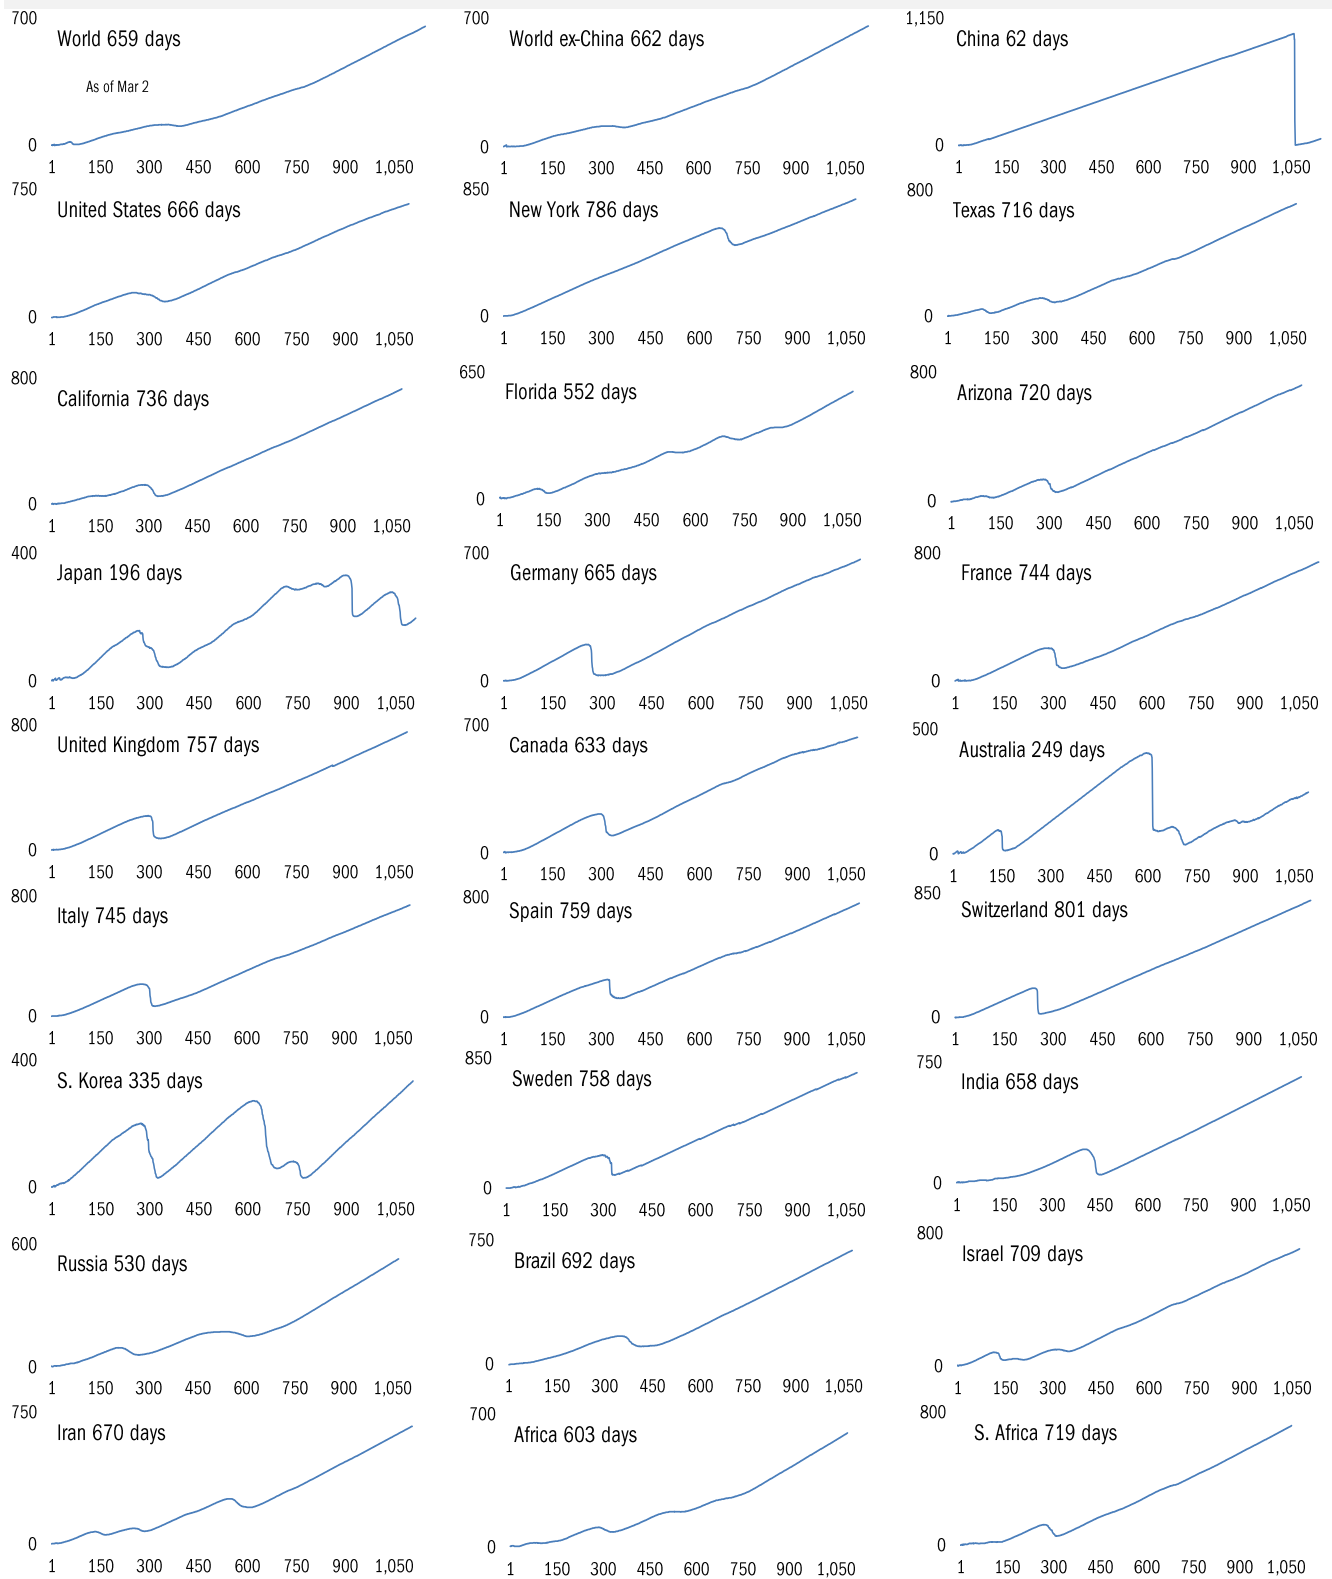 700
World 659 days
As of Mar 2
0
1 150 300 450 600 750 900 1,050
700
World ex-China 662 days
0
1 150 300 450 600 750 900 1,050
1,150
China 62 days
0
1 150 300 450 600 750 900 1,050
750
United States 666 days
0
1 150 300 450 600 750 900 1,050
850
New York 786 days
0
1 150 300 450 600 750 900 1,050
800
Texas 716 days
0
1 150 300 450 600 750 900 1,050
800
California 736 days
0
1 150 300 450 600 750 900 1,050
650
Florida 552 days
0
1 150 300 450 600 750 900 1,050
800
Arizona 720 days
0
1 150 300 450 600 750 900 1,050
400
Japan 196 days
0
1 150 300 450 600 750 900 1,050
700
Germany 665 days
0
1 150 300 450 600 750 900 1,050
800
France 744 days
0
1 150 300 450 600 750 900 1,050
800
United Kingdom 757 days
0
1 150 300 450 600 750 900 1,050
700
Canada 633 days
0
1 150 300 450 600 750 900 1,050
500
Australia 249 days
0
1 150 300 450 600 750 900 1,050
800
Italy 745 days
0
1 150 300 450 600 750 900 1,050
800
Spain 759 days
0
1 150 300 450 600 750 900 1,050
850
Switzerland 801 days
0
1 150 300 450 600 750 900 1,050
400
S. Korea 335 days
0
1 150 300 450 600 750 900 1,050
850
Sweden 758 days
0
1 150 300 450 600 750 900 1,050
750
India 658 days
0
1 150 300 450 600 750 900 1,050
600
Russia 530 days
0
1 150 300 450 600 750 900 1,050
750
Brazil 692 days
0
1 150 300 450 600 750 900 1,050
800
Israel 709 days
0
1 150 300 450 600 750 900 1,050
750
Iran 670 days
0
1 150 300 450 600 750 900 1,050
700
Africa 603 days
0
1 150 300 450 600 750 900 1,050
800
S. Africa 719 days
0
1 150 300 450 600 750 900 1,050